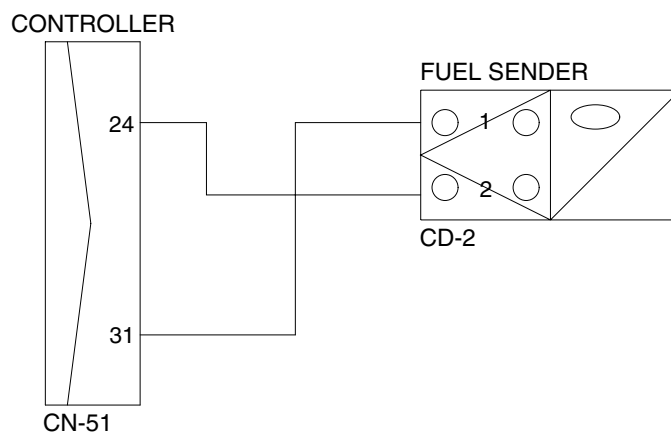 CONTROLLER
FUEL SENDER
24
1
2
CD-2
31
CN-51